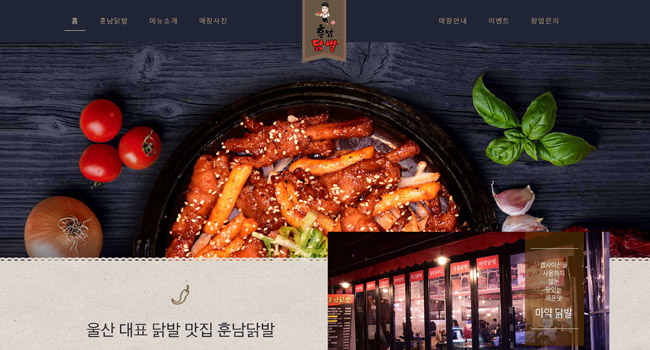 홈 훈남닭발 메뉴소개 매장사진
훈남
닭발
매장안내 이벤트 창업문의
캡사이신을
사용하지
않는
맛있는
매운맛
마약 닭발
울산 대표 닭발 맛집 훈남닭발